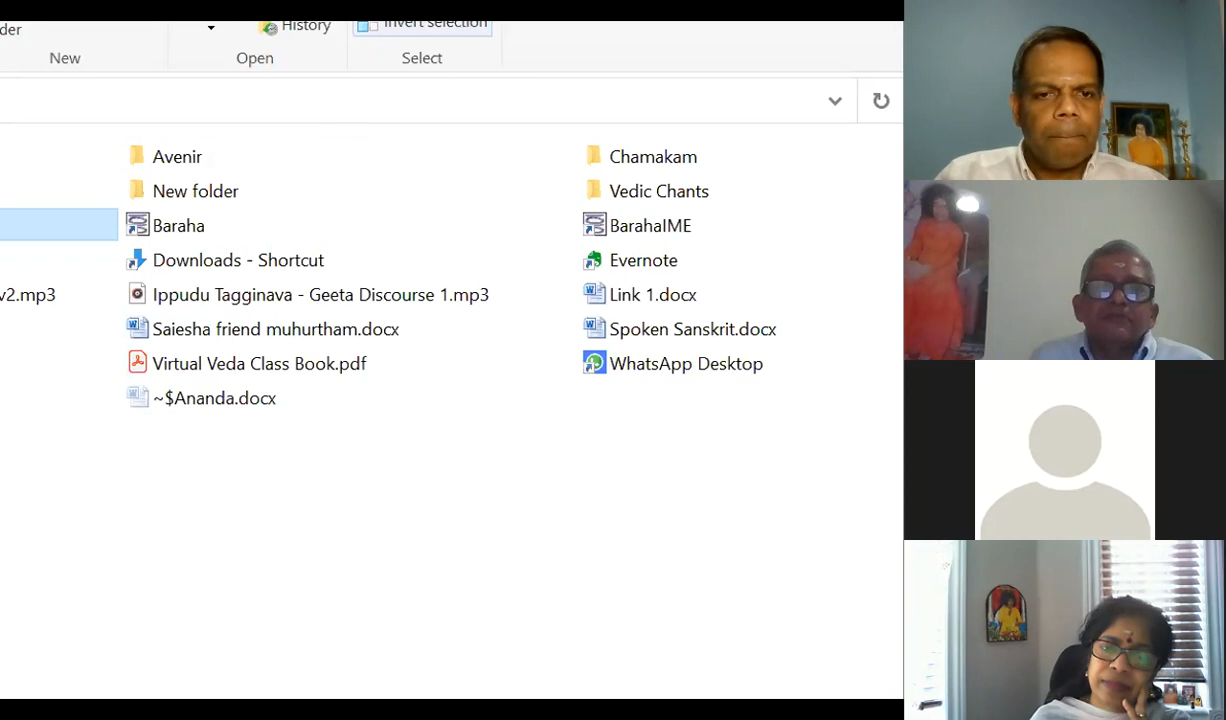 der
History
Invert selection
New
Open
Select
Avenir
Chamakam
New folder
Vedic Chants
Baraha
BarahaIME
Downloads - Shortcut
Evernote
v2.mp3
Ippudu Tagginava - Geeta Discourse 1.mp3
Link 1.docx
Saiesha friend muhurtham.docx
Spoken Sanskrit.docx
Virtual Veda Class Book.pdf
WhatsApp Desktop
~$Ananda.docx